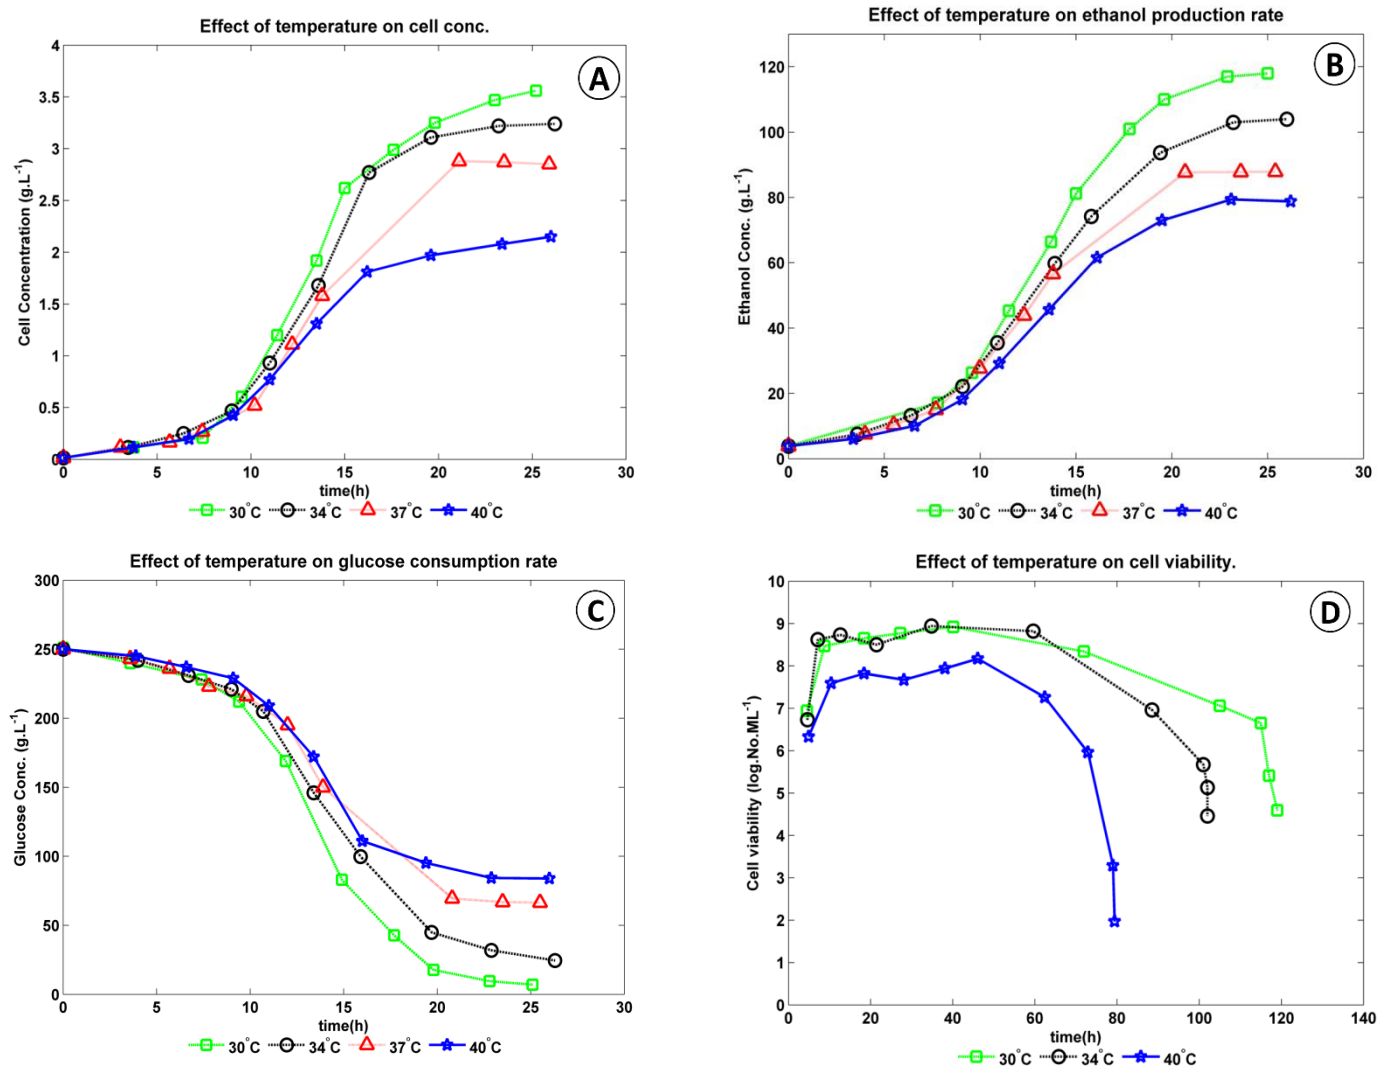 Effect of temperature on cell conc.
A
4
3.5
3
2.5
2
1.5
1
0.5
0
Cell Concentration (g.L-1)
0 5 10 15 20 25 30
time(h)
30°C 34°C 37°C 40°C
Effect of temperature on ethanol production rate
B
120
100
80
60
40
20
0
Ethanol Conc. (g.L-1)
0 5 10 15 20 25 30
time(h)
30°C 34°C 37°C 40°C
Effect of temperature on glucose consumption rate
C
300
250
200
150
100
50
0
Glucose Conc. (g.L-1)
0 5 10 15 20 25 30
time(h)
30°C 34°C 37°C 40°C
Effect of temperature on cell viability.
D
10
9
8
7
6
5
4
3
2
1
0
Cell viability (log.No.ML-1)
0 20 40 60 80 100 120 140
time(h)
30°C 34°C 40°C